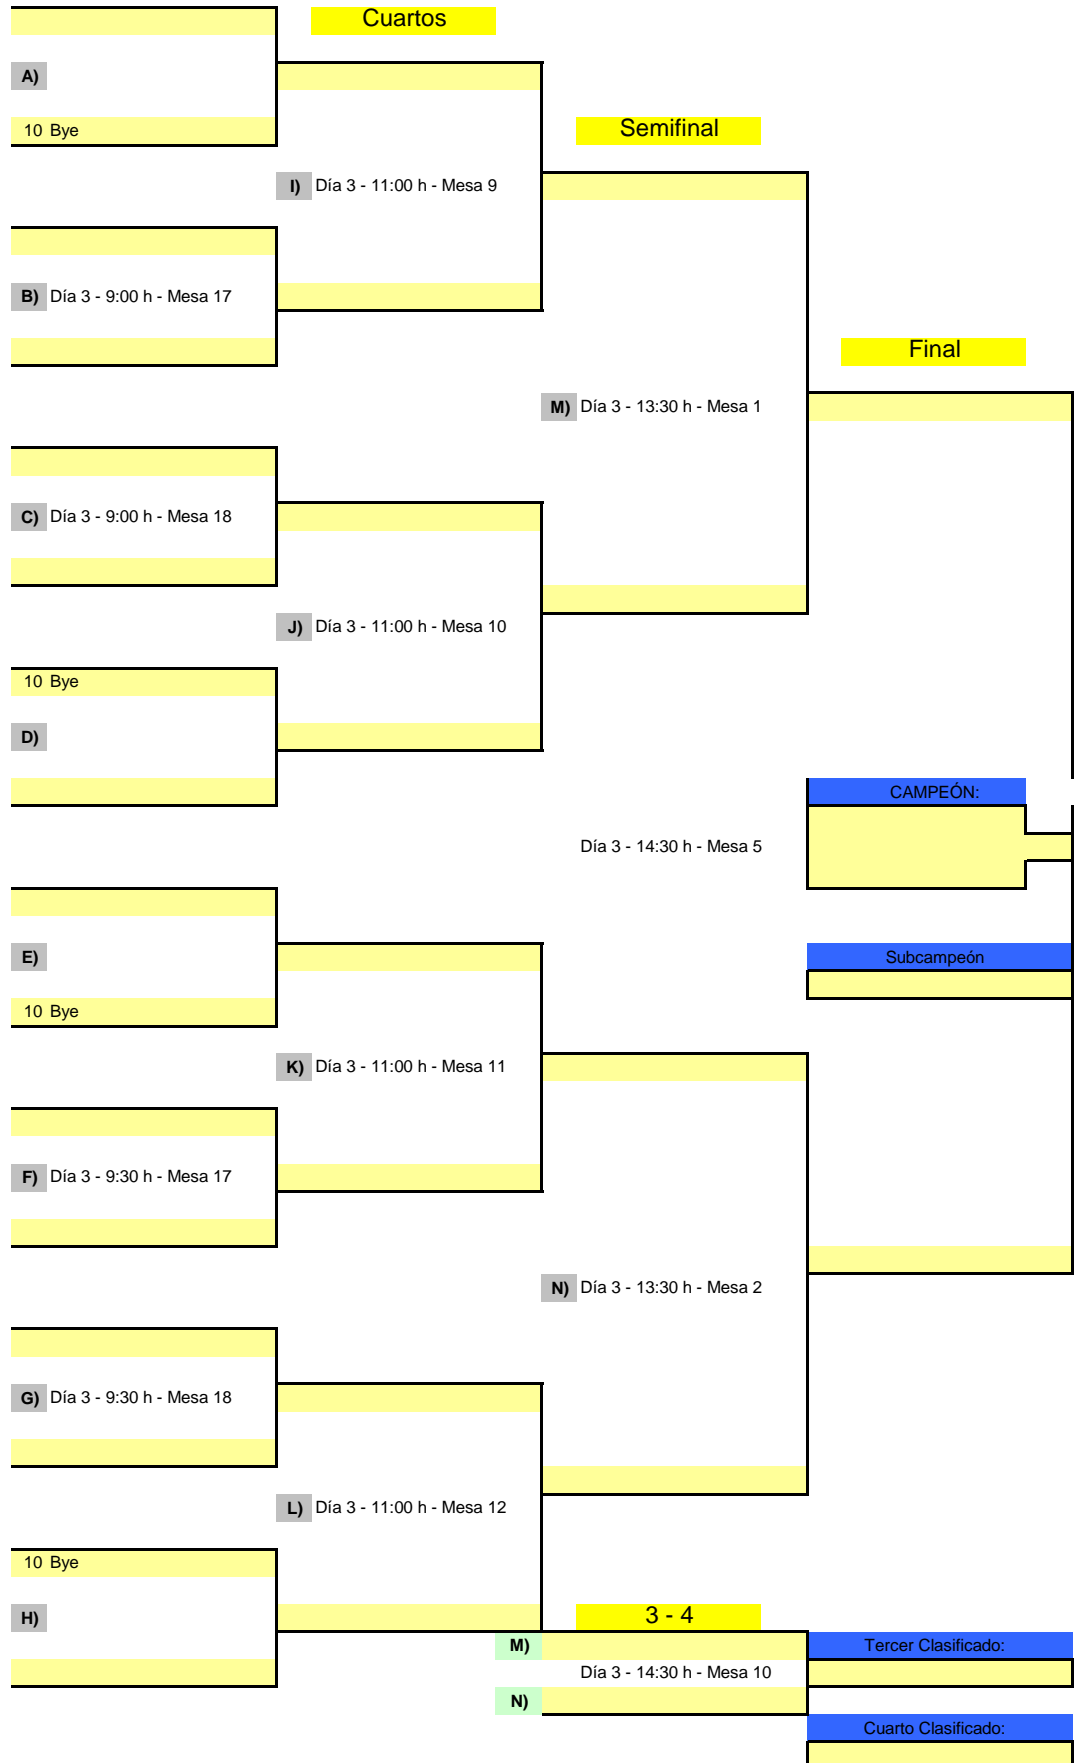 Cuartos
A)
10 Bye
Semifinal
I) Día 3 - 11:00 h - Mesa 9
B) Día 3 - 9:00 h - Mesa 17
Final
M) Día 3 - 13:30 h - Mesa 1
C) Día 3 - 9:00 h - Mesa 18
J) Día 3 - 11:00 h - Mesa 10
10 Bye
D)
CAMPEÓN:
Día 3 - 14:30 h - Mesa 5
E)
Subcampeón
10 Bye
K) Día 3 - 11:00 h - Mesa 11
F) Día 3 - 9:30 h - Mesa 17
N) Día 3 - 13:30 h - Mesa 2
G) Día 3 - 9:30 h - Mesa 18
L) Día 3 - 11:00 h - Mesa 12
10 Bye
H)
3 - 4
M)
Tercer Clasificado:
Día 3 - 14:30 h - Mesa 10
N)
Cuarto Clasificado: